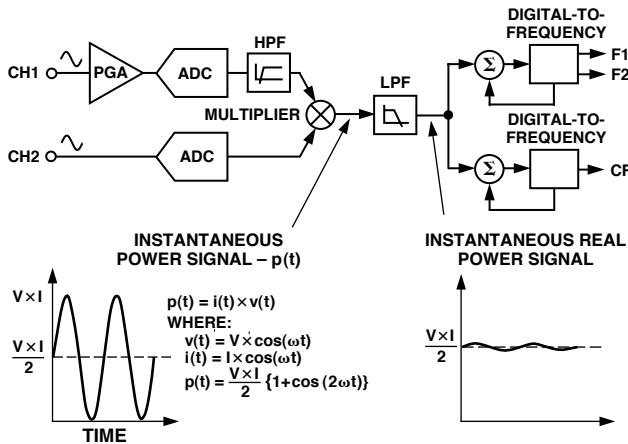 DIGITAL-TO-
FREQUENCY
HPF
CH1
PGA
ADC
LPF
Σ
F1
F2
MULTIPLIER
DIGITAL-TO-
FREQUENCY
CH2
ADC
Σ
CF
INSTANTANEOUS
POWER SIGNAL – p(t)
INSTANTANEOUS REAL
POWER SIGNAL
V × I
V × I
2
TIME
p(t) = i(t) × v(t)
WHERE:
v(t) = V × cos(ωt)
i(t) = I × cos(ωt)
p(t) = V × I / 2 {1+cos (2ωt)}
V × I
2